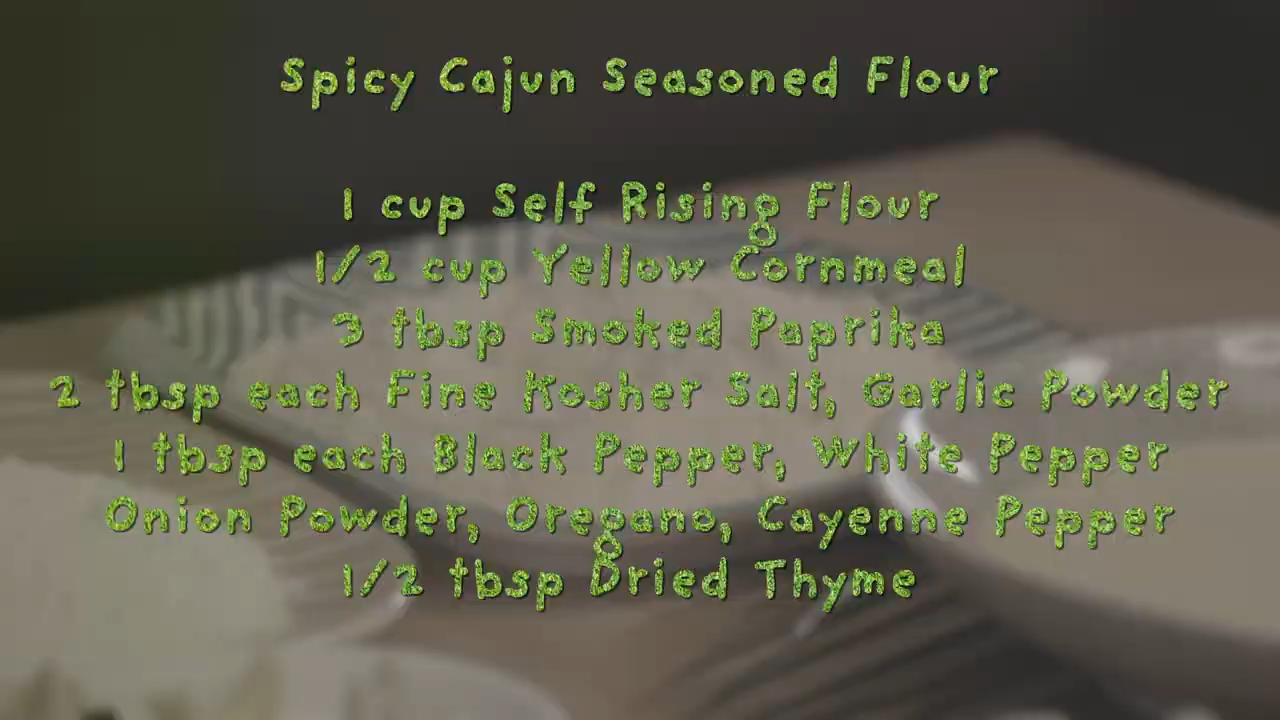 Spicy Cajun Seasoned Flour
1 cup Self Rising Flour
1/2 cup Yellow Cornmeal
3 tbsp Smoked Paprika
2 tbsp each Fine Kosher Salt, Garlic Powder
1 tbsp each Black Pepper, White Pepper
Onion Powder, Oregano, Cayenne Pepper
1/2 tbsp Dried Thyme